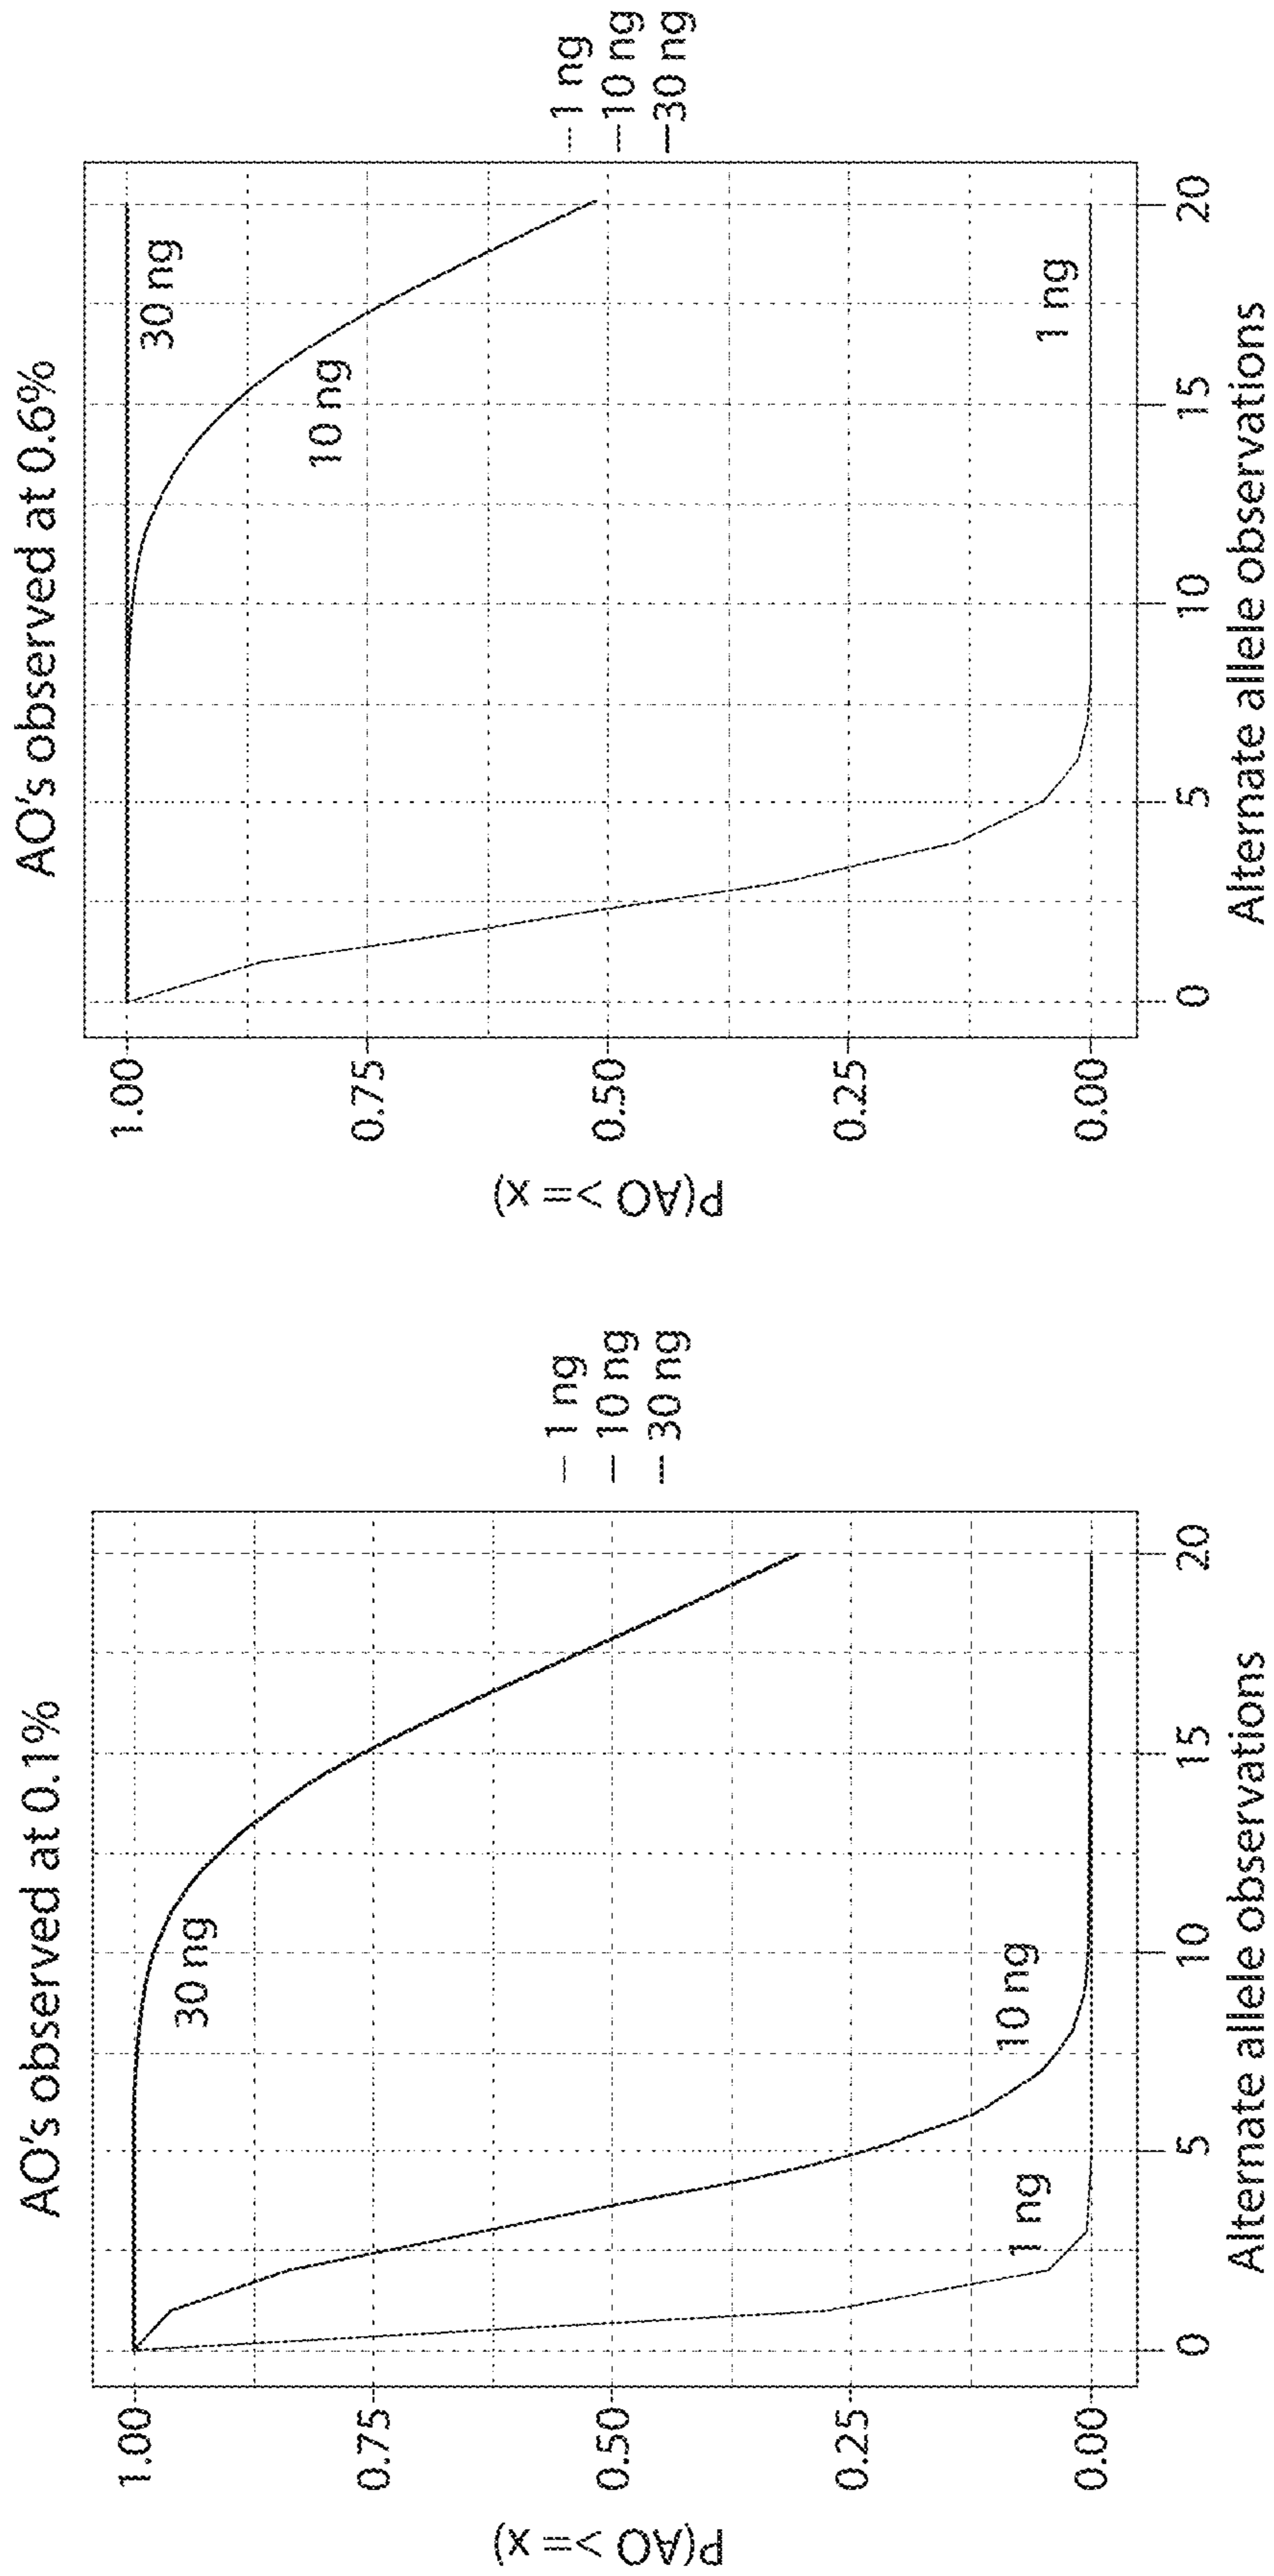 AO's observed at 0.1%
P(AO >= x)
1.00
0.75
0.50
0.25
0.00
30 ng
10 ng
1 ng
0
5
10
15
20
Alternate allele observations
1 ng
10 ng
30 ng
AO's observed at 0.6%
P(AO >= x)
1.00
0.75
0.50
0.25
0.00
30 ng
10 ng
1 ng
0
5
10
15
20
Alternate allele observations
1 ng
10 ng
30 ng